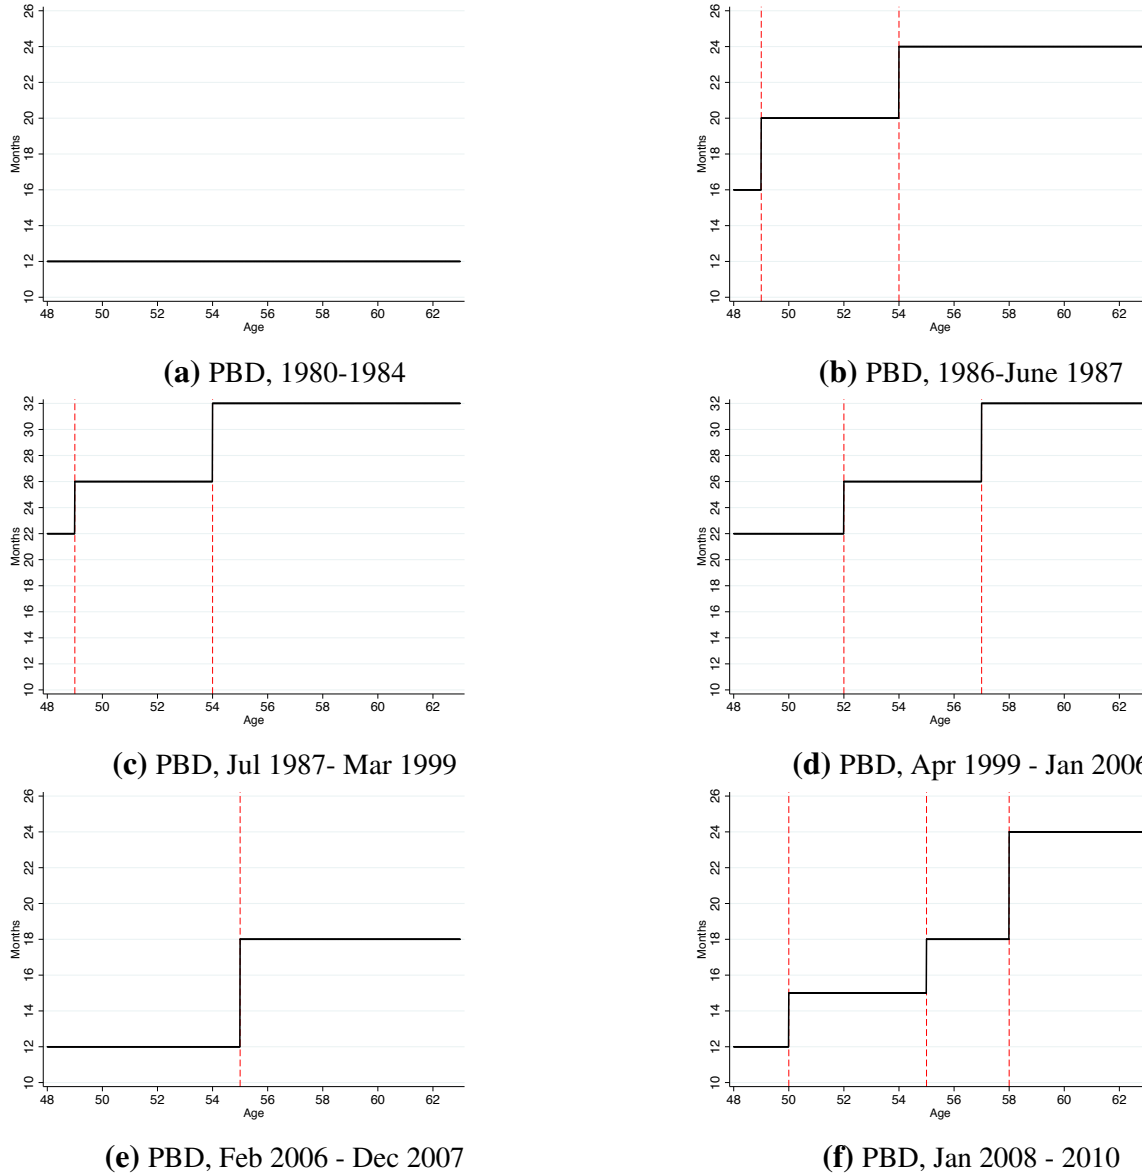 26
24
22
20
18
16
14
12
10
Months
48 50 52 54 56 58 60 62
Age
(a) PBD, 1980-1984
26
24
22
20
18
16
14
12
10
Months
48 50 52 54 56 58 60 62
Age
(b) PBD, 1986-June 1987
32
30
28
26
24
22
20
18
16
14
12
10
Months
48 50 52 54 56 58 60 62
Age
(c) PBD, Jul 1987- Mar 1999
32
30
28
26
24
22
20
18
16
14
12
10
Months
48 50 52 54 56 58 60 62
Age
(d) PBD, Apr 1999 - Jan 2006
26
24
22
20
18
16
14
12
10
Months
48 50 52 54 56 58 60 62
Age
(e) PBD, Feb 2006 - Dec 2007
26
24
22
20
18
16
14
12
10
Months
48 50 52 54 56 58 60 62
Age
(f) PBD, Jan 2008 - 2010